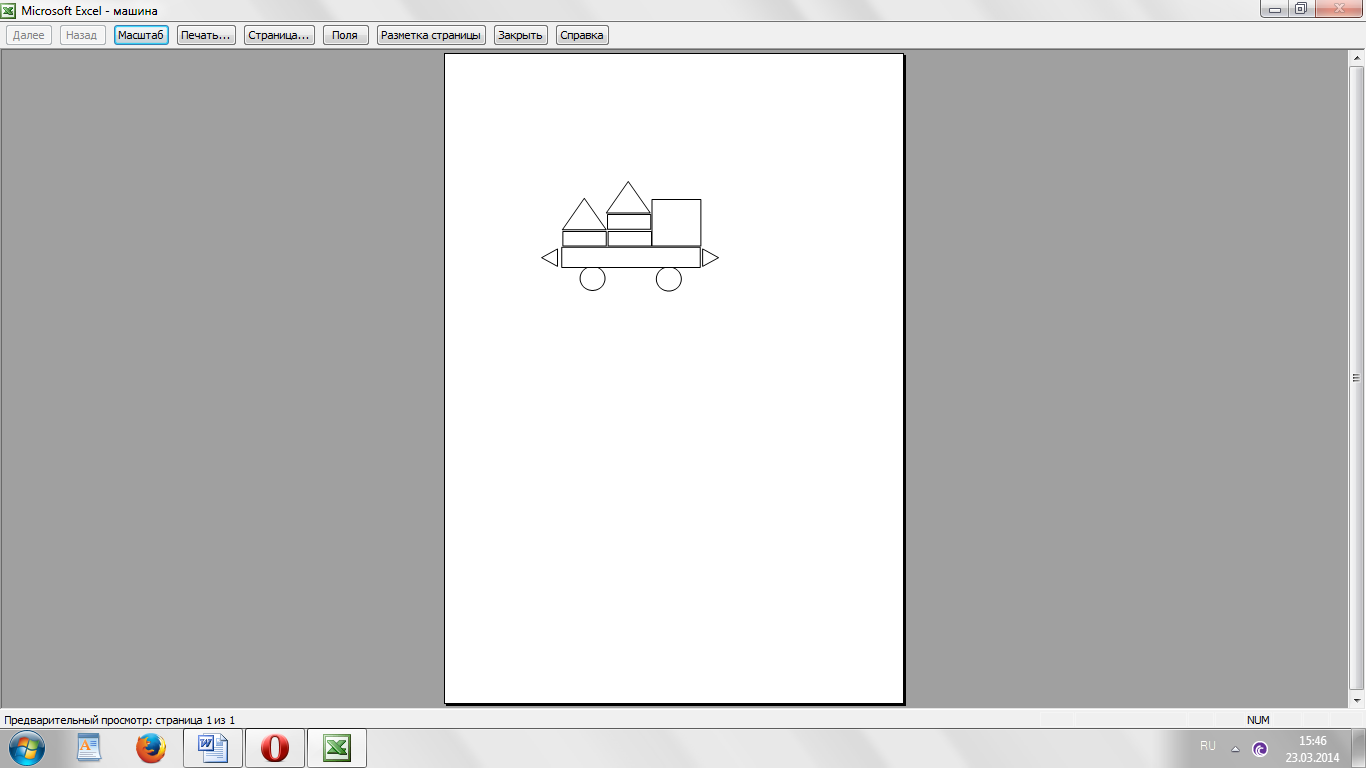 Microsoft Excel - машина
Далее Назад Масштаб Печать... Страница... Поля Разметка страницы Закрыть Справка
Предварительный просмотр: страница 1 из 1 NUM
RU 15:46
23.03.2014